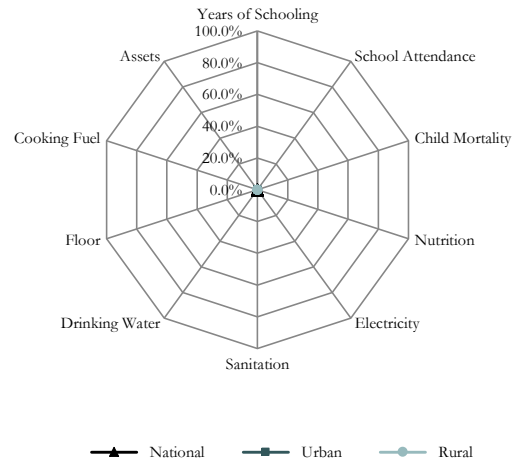 Years of Schooling
100.0%
Assets
School Attendance
80.0%
60.0%
Cooking Fuel
40.0%
Child Mortality
20.0%
0.0%
Floor
Nutrition
Drinking Water
Electricity
Sanitation
National Urban Rural